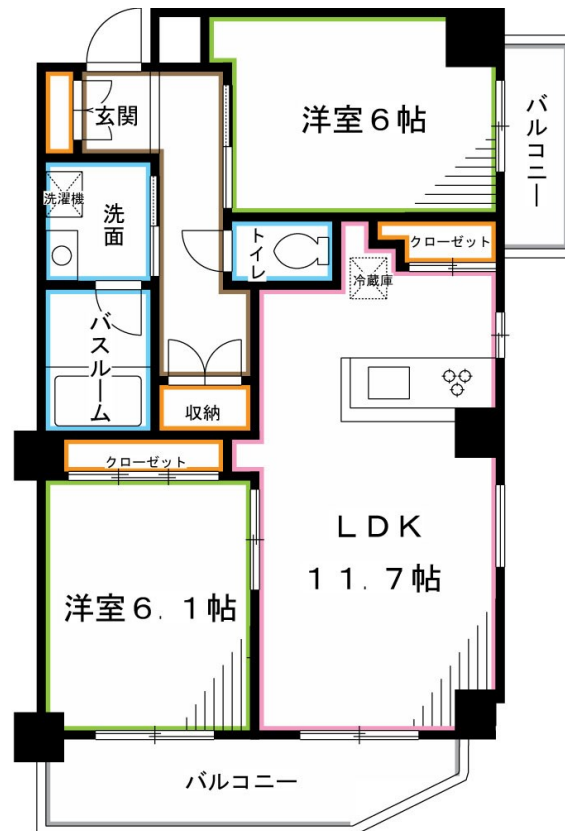 玄関
洋室6帖
バルコニー
洗濯機
洗面
トイレ
クローゼット
冷蔵庫
バスルーム
収納
クローゼット
LDK
11.7帖
洋室6.1帖
バルコニー